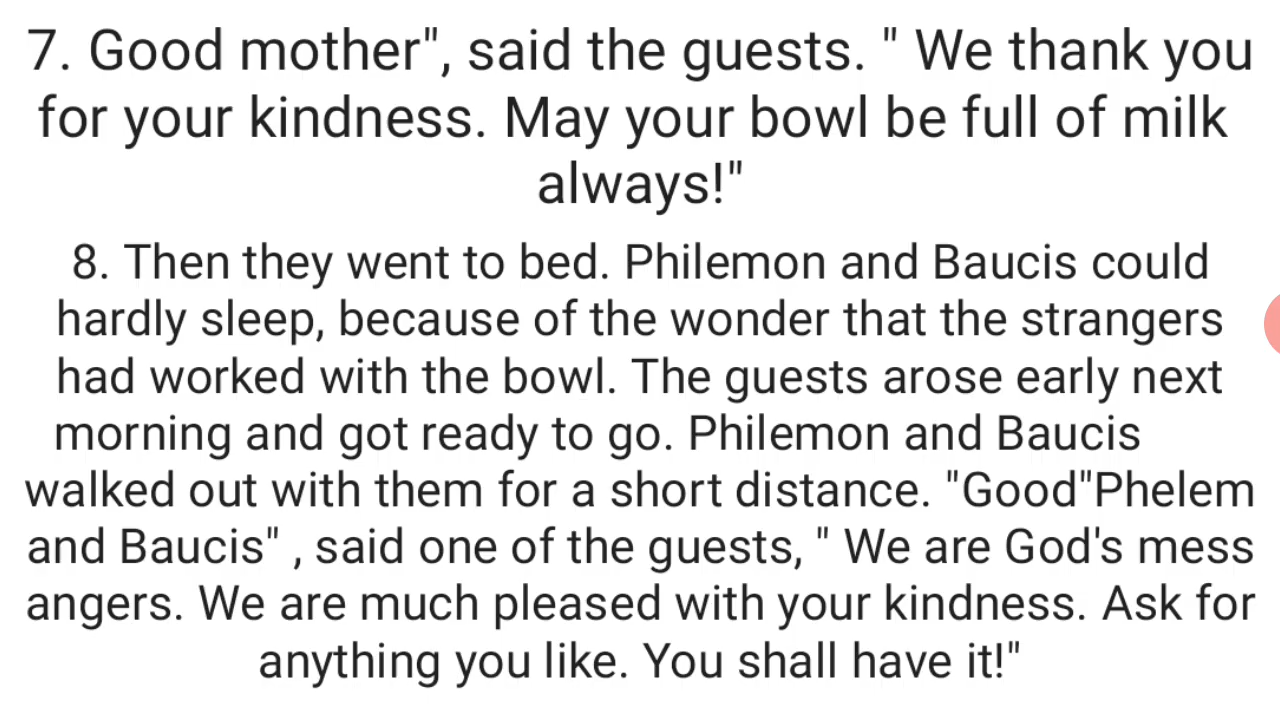 7. Good mother", said the guests. " We thank you
for your kindness. May your bowl be full of milk
always!"
8. Then they went to bed. Philemon and Baucis could
hardly sleep, because of the wonder that the strangers
had worked with the bowl. The guests arose early next
morning and got ready to go. Philemon and Baucis
walked out with them for a short distance. "Good"Phelem
and Baucis" , said one of the guests, " We are God's mess
angers. We are much pleased with your kindness. Ask for
anything you like. You shall have it!"